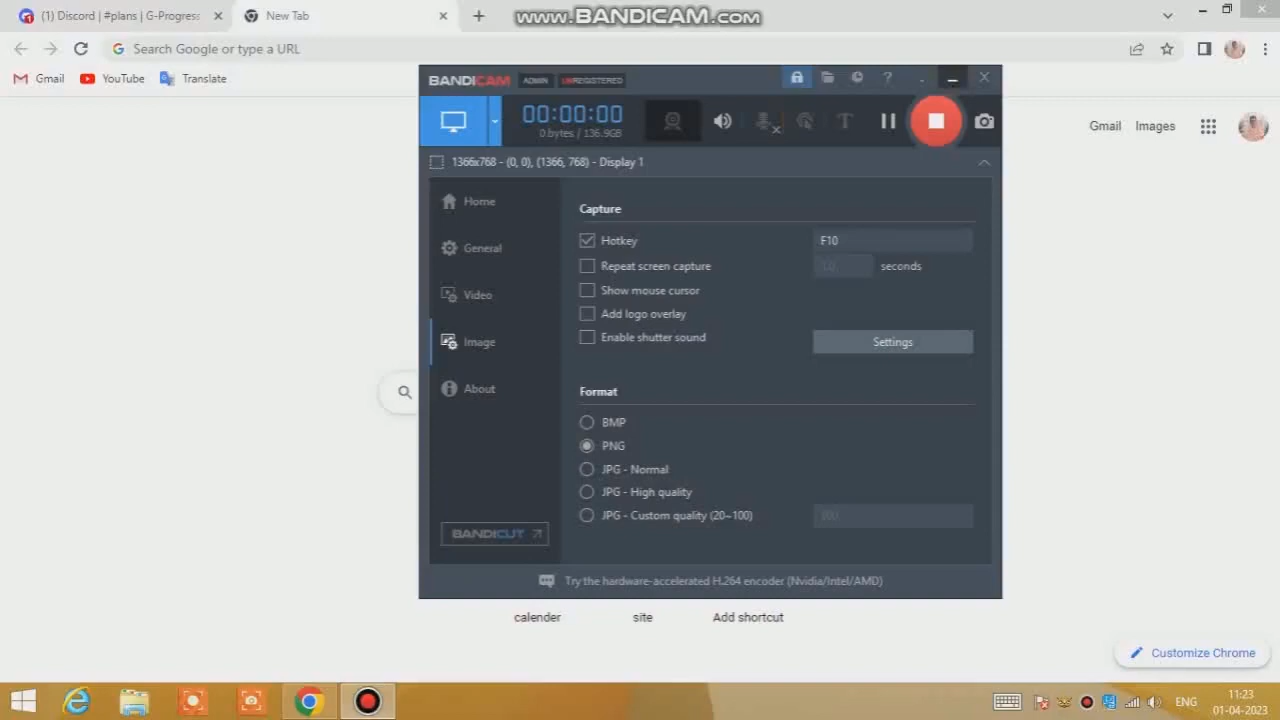 (1) Discord | #plans | G-Progress
New Tab
www.BANDICAM.com
Search Google or type a URL
Gmail
YouTube
Translate
BANDICAM
ADMIN
UNREGISTERED
00:00:00
0 bytes / 136.9GB
Gmail
Images
1366x768 - (0, 0), (1366, 768) - Display 1
Home
General
Video
Image
About
BANDICUT
Capture
Hotkey
F10
Repeat screen capture
seconds
Show mouse cursor
Add logo overlay
Enable shutter sound
Settings
Format
BMP
PNG
JPG - Normal
JPG - High quality
JPG - Custom quality (20~100)
Try the hardware-accelerated H.264 encoder (Nvidia/Intel/AMD)
calender
site
Add shortcut
Customize Chrome
ENG
11:23
01-04-2023